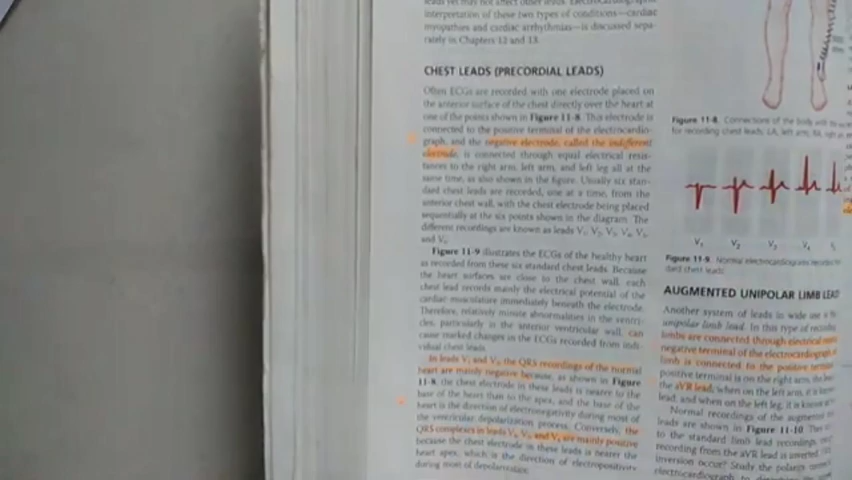 leads yet may not affect other leads. Electrocardiographic
interpretation of these two types of conditions—cardiac
myopathies and cardiac arrhythmias—is discussed sepa-
rately in Chapters 12 and 13.
CHEST LEADS (PRECORDIAL LEADS)
Often ECGs are recorded with one electrode placed on
the anterior surface of the chest directly over the heart at
one of the points shown in Figure 11-8. This electrode is
connected to the positive terminal of the electrocardio-
graph, and the negative electrode, called the indifferent
electrode, is connected through equal electrical resis-
tances to the right arm, left arm, and left leg all at the
same time, as also shown in the figure. Usually six stan-
dard chest leads are recorded, one at a time, from the
anterior chest wall, with the chest electrode being placed
sequentially at the six points shown in the diagram. The
different recordings are known as leads V1, V2, V3, V4, V5,
and V6.
Figure 11-9 illustrates the ECGs of the healthy heart
as recorded from these six standard chest leads. Because
the heart surfaces are close to the chest wall, each
chest lead records mainly the electrical potential of the
cardiac musculature immediately beneath the electrode.
Therefore, relatively minute abnormalities in the ventri-
cles, particularly in the anterior ventricular wall, can
cause marked changes in the ECGs recorded from indi-
vidual chest leads.
In leads V1 and V2, the QRS recordings of the normal
heart are mainly negative because, as shown in Figure
11-8, the chest electrode in these leads is nearer to the
base of the heart than to the apex, and the base of the
heart is the direction of electronegativity during most of
the ventricular depolarization process. Conversely, the
QRS complexes in leads V4, V5, and V6 are mainly positive
because the chest electrode in these leads is nearer the
heart apex, which is the direction of electropositivity
during most of depolarization.
Figure 11-8. Connections of the body with
for recording chest leads. LA, left arm; RA, right
V1 V2 V3 V4
Figure 11-9. Normal electrocardiograms recorded
dard chest leads.
AUGMENTED UNIPOLAR LIMB LEAD
Another system of leads in wide use is
unipolar limb lead. In this type of
limbs are connected through electrical
negative terminal of the electrocardiograph,
limb is connected to the positive
positive terminal is on the right arm, the
the aVR lead; when on the left arm, it is
lead; and when on the left leg, it is
Normal recordings of the augmented
leads are shown in Figure 11-10.
to the standard limb lead recordings,
recording from the aVR lead is inverted.
inversion occur? Study the polarity
electrocardiograph to